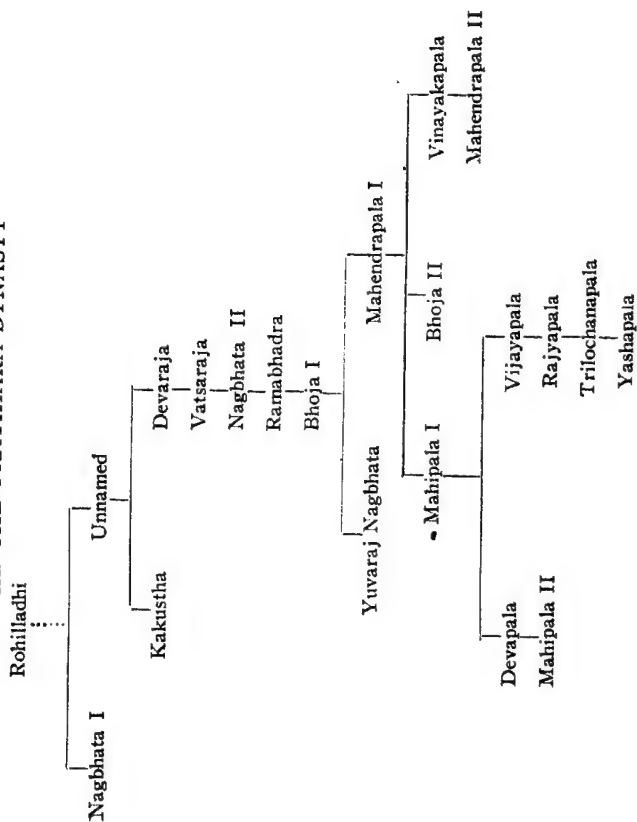 THE PRATIHARA DYNASTY
Rohilladhi
Nagbhata I
Unnamed
Kakustha
Devaraja
Vatsaraja
Nagbhata II
Ramabhadra
Bhoja I
Yuvaraj Nagbhata
Mahendrapala I
Mahipala I
Bhoja II
Vinayakapala
Mahendrapala II
Devapala
Mahipala II
Vijayapala
Rajyapala
Trilochanapala
Yashapala